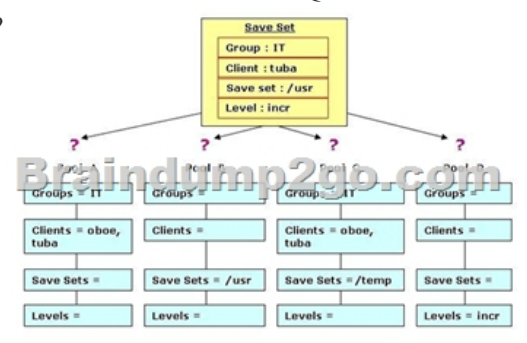 ?
Save Set
Group : IT
Client : tuba
Save set : /usr
Level : incr
? ? ? ?
Braindump2go.com
Groups = IT
Groups =
Groups = IT
Groups =
Clients = oboe,
tuba
Clients =
Clients = oboe,
tuba
Clients =
Save Sets =
Save Sets = /usr
Save Sets =/temp
Save Sets =
Levels =
Levels =
Levels =
Levels = incr